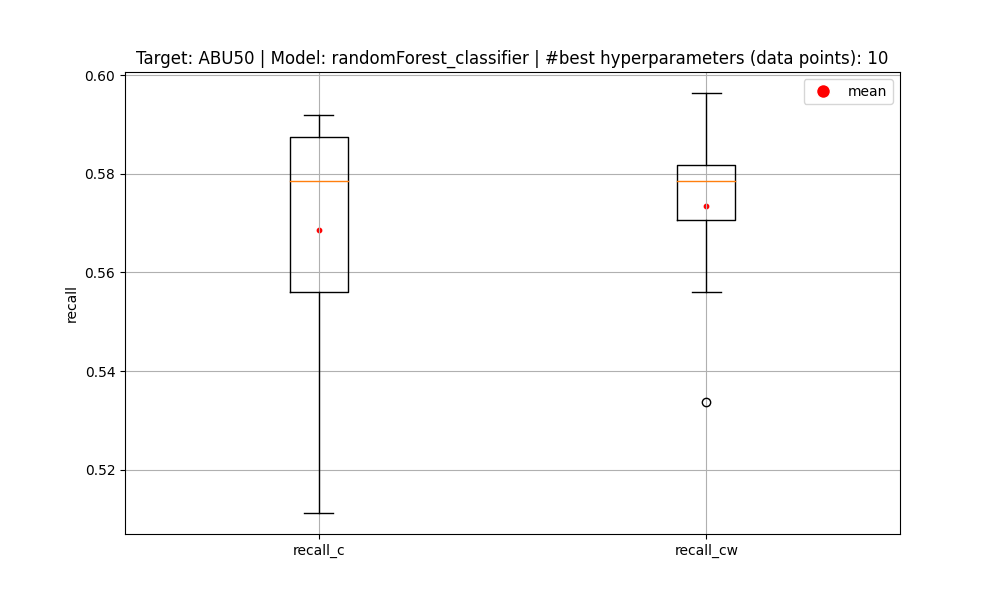 Target: ABU50 | Model: randomForest_classifier | #best hyperparameters (data points): 10
mean
0.60
0.58
0.56
0.54
0.52
recall
recall_c
recall_cw